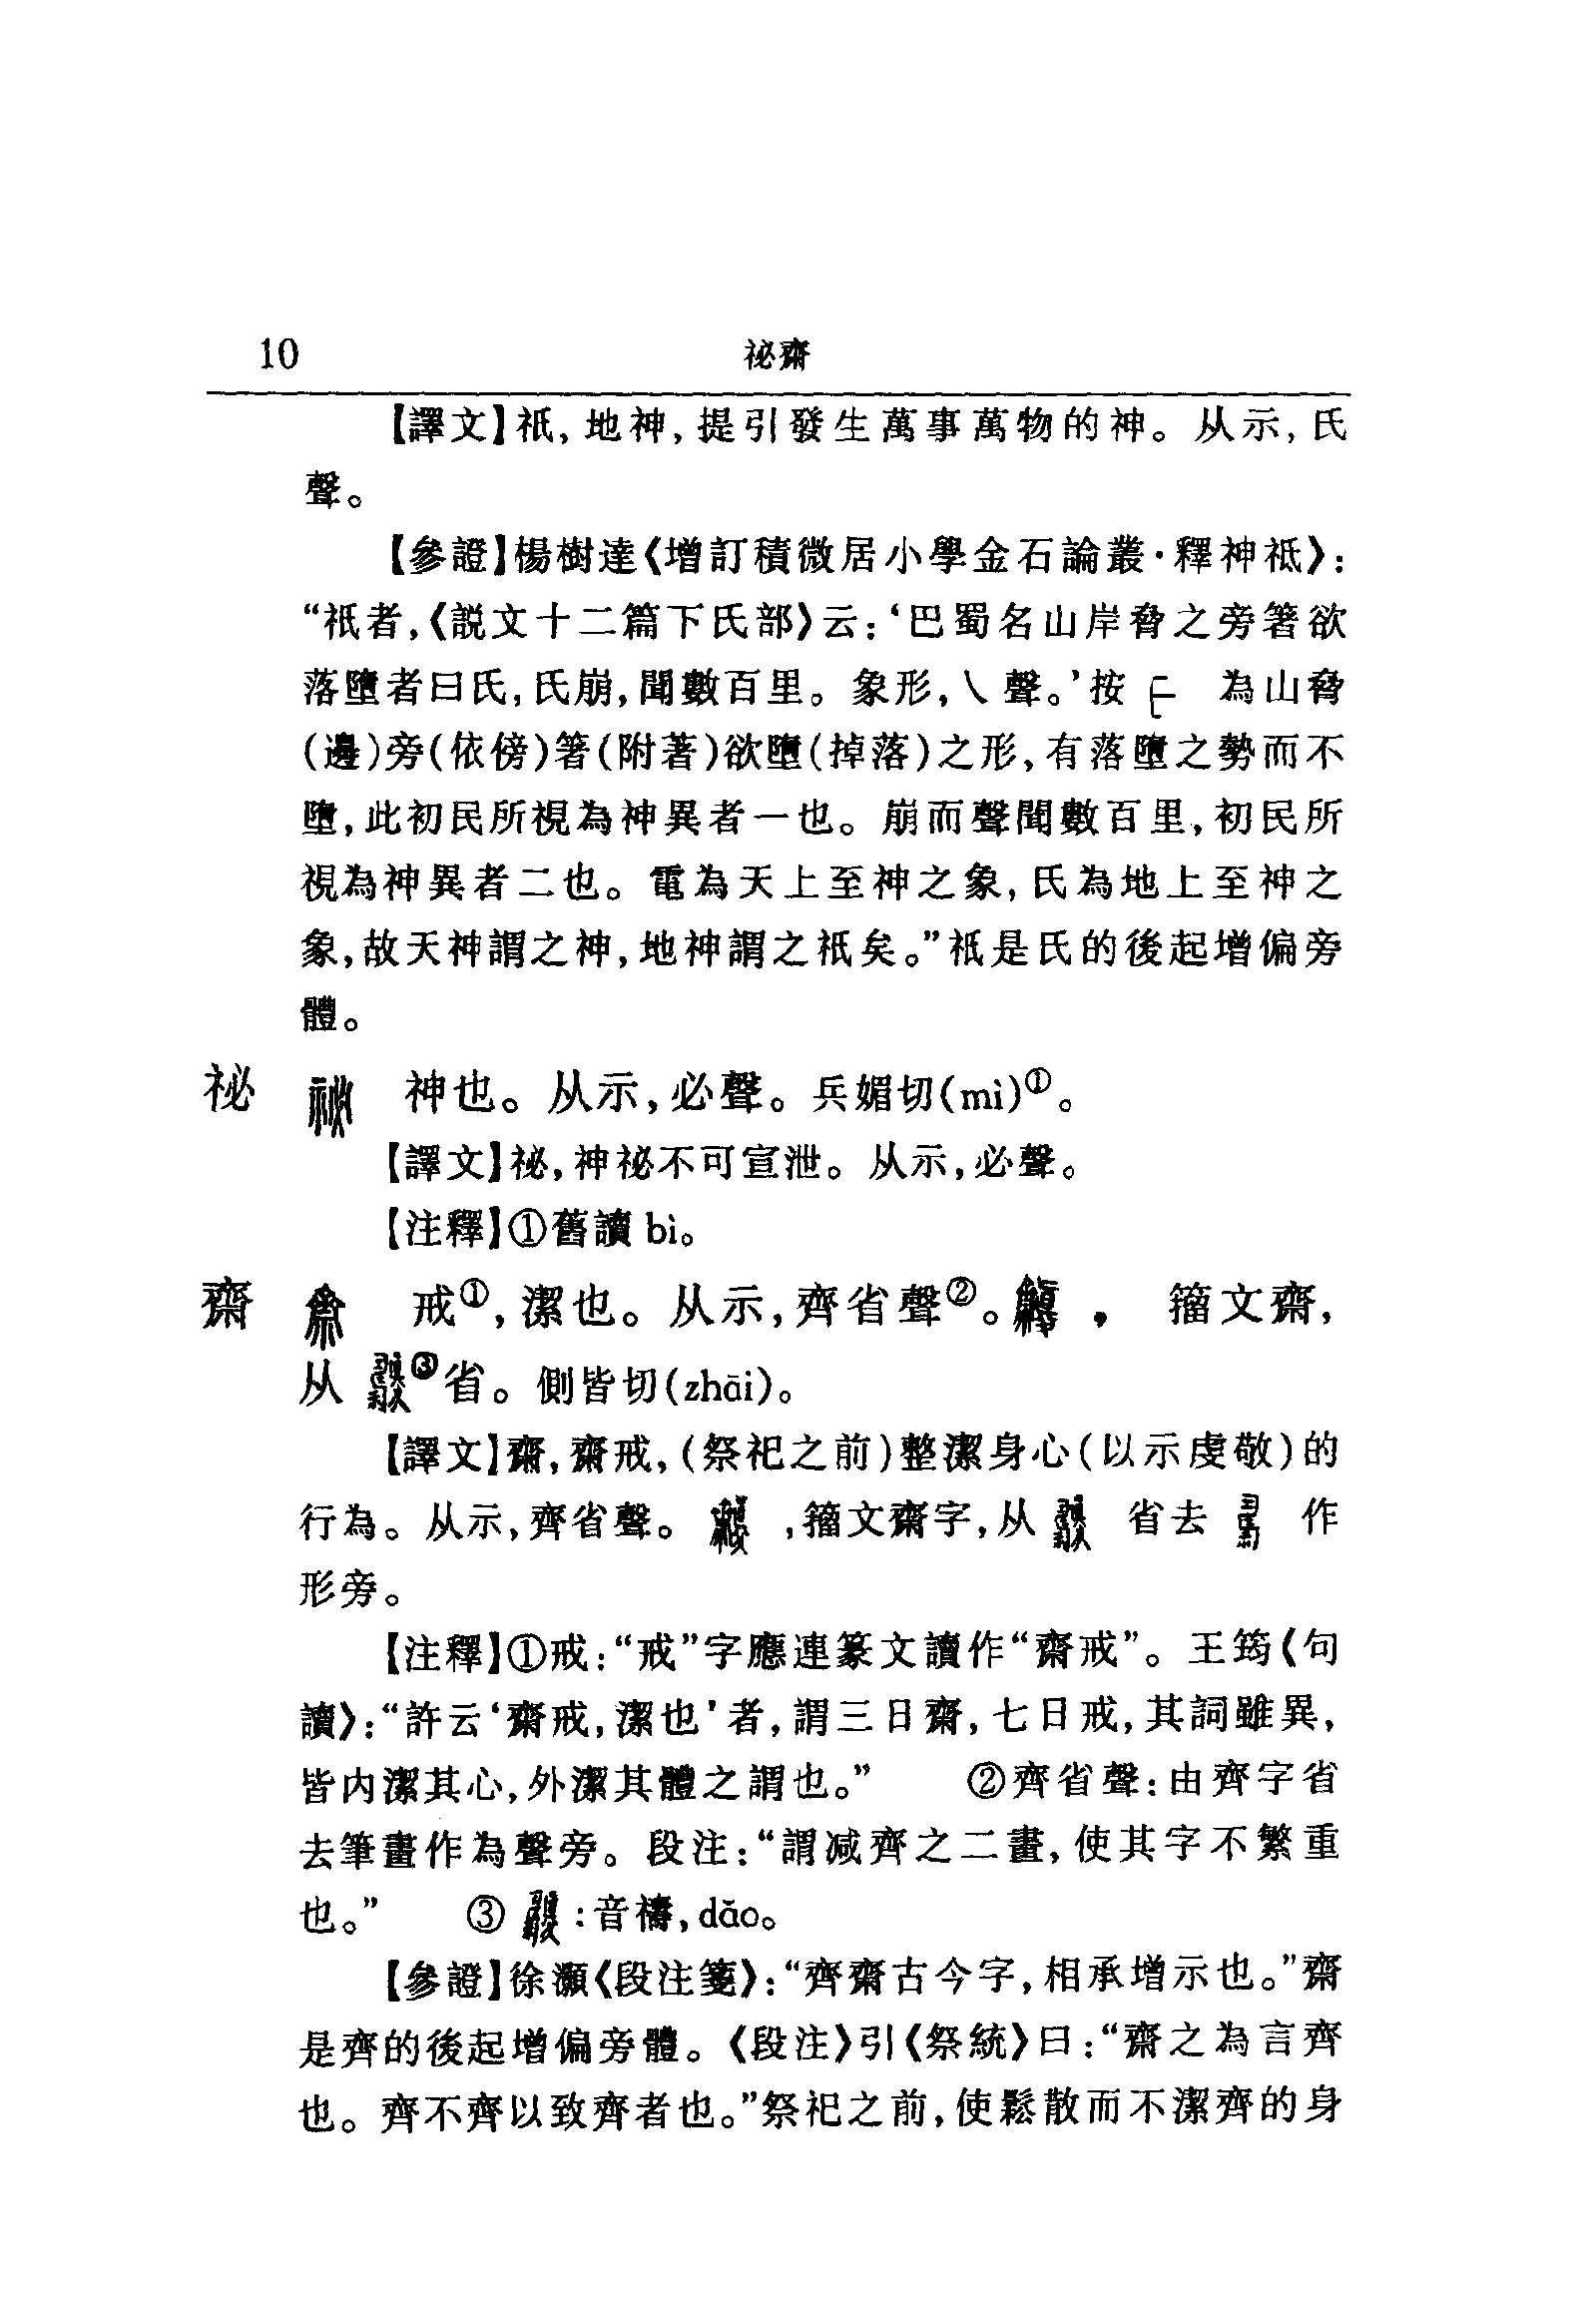 10 祕齋
【譯文】祇,地神,提引發生萬事萬物的神。从示,氏
聲。
【參證】楊樹達《增訂積微居小學金石論叢·釋神祗》:
“祇者,《説文十二篇下氏部》云:‘巴蜀名山岸脅之旁箸欲
落墮者曰氏,氏崩,聞數百里。象形,乀聲。’按 為山脅
(邊)旁(依傍)箸(附著)欲墮(掉落)之形,有落墮之勢而不
墮,此初民所視為神異者一也。崩而聲聞數百里,初民所
視為神異者二也。電為天上至神之象,氏為地上至神之
象,故天神謂之神,地神謂之祇矣。”祇是氏的後起增偏旁
體。
祕 神也。从示,必聲。兵媚切(mì)①。
【譯文】祕,神祕不可宣泄。从示,必聲。
【注釋】①舊讀 bì。
齋 戒①,潔也。从示,齊省聲②。 , 籀文齋,
从 ③省。側皆切(zhāi)。
【譯文】齋,齋戒,(祭祀之前)整潔身心(以示虔敬)的
行為。从示,齊省聲。 ,籀文齋字,从 省去 作
形旁。
【注釋】①戒:“戒”字應連篆文讀作“齋戒”。王筠《句
讀》:“許云‘齋戒,潔也’者,謂三日齋,七日戒,其詞雖異,
皆内潔其心,外潔其體之謂也。” ②齊省聲:由齊字省
去筆畫作為聲旁。段注:“謂减齊之二畫,使其字不繁重
也。” ③ :音禱,dǎo。
【參證】徐灝《段注箋》:“齊齋古今字,相承增示也。”齋
是齊的後起增偏旁體。《段注》引《祭統》曰:“齋之為言齊
也。齊不齊以致齊者也。”祭祀之前,使鬆散而不潔齊的身